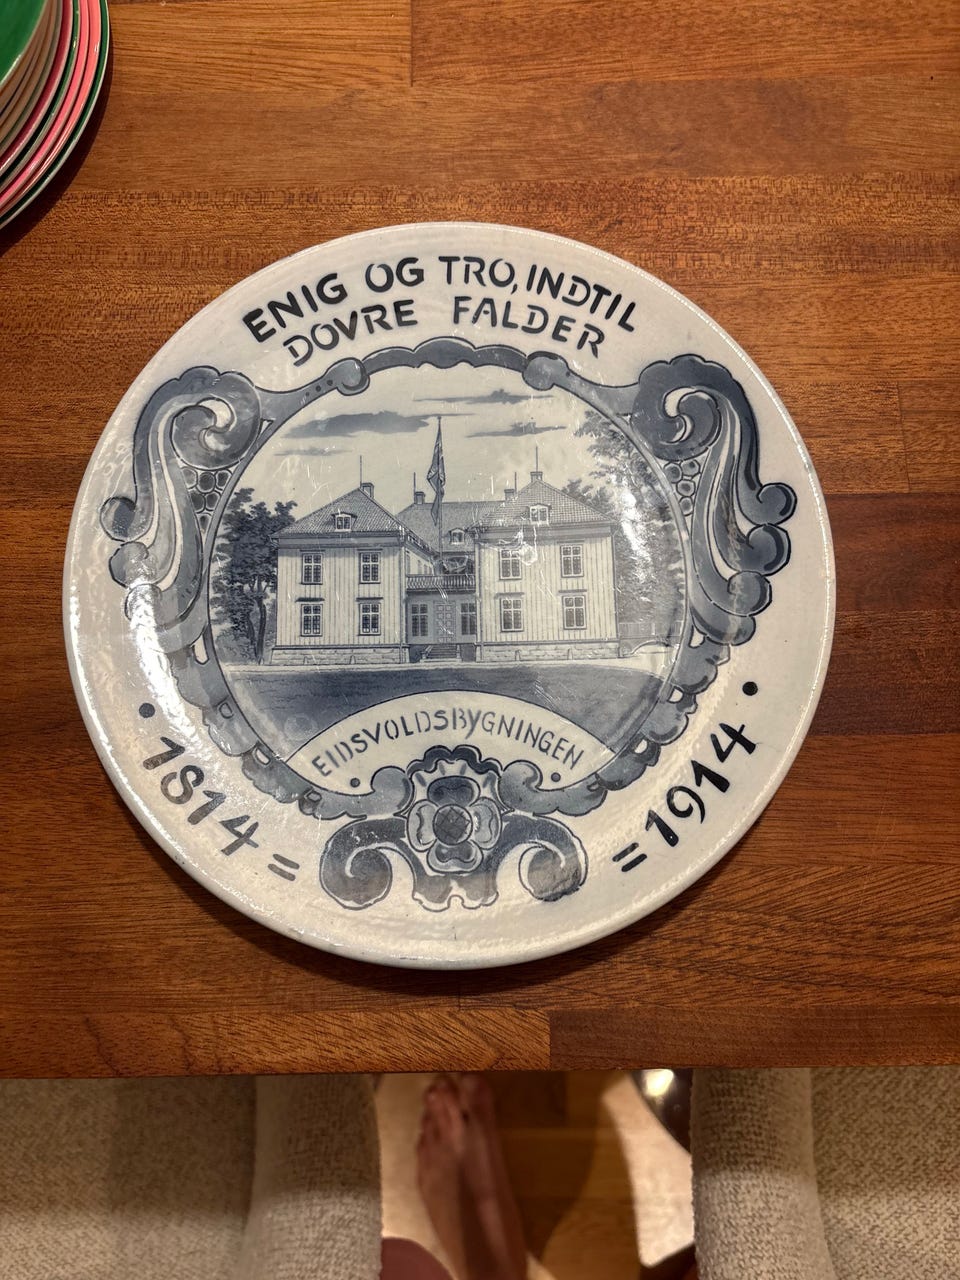 ENIG OG TRO, INDTIL
DOVRE FALDER
EIDSVOLDSBYGNINGEN
• 1814 =
= 1914 •